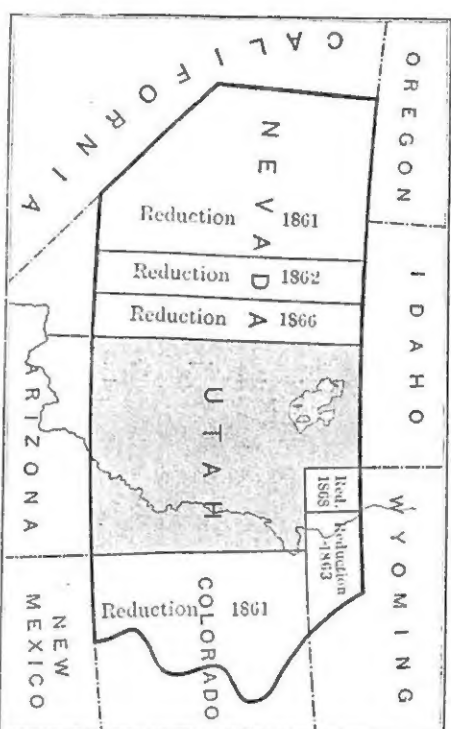 OREGON
IDAHO
WYOMING
CALIFORNIA
NEVADA
Reduction 1861
Reduction 1862
Reduction 1866
UTAH
Red.
1868
Reduction
-1863
Reduction 1861
COLORADO
ARIZONA
NEW
MEXICO